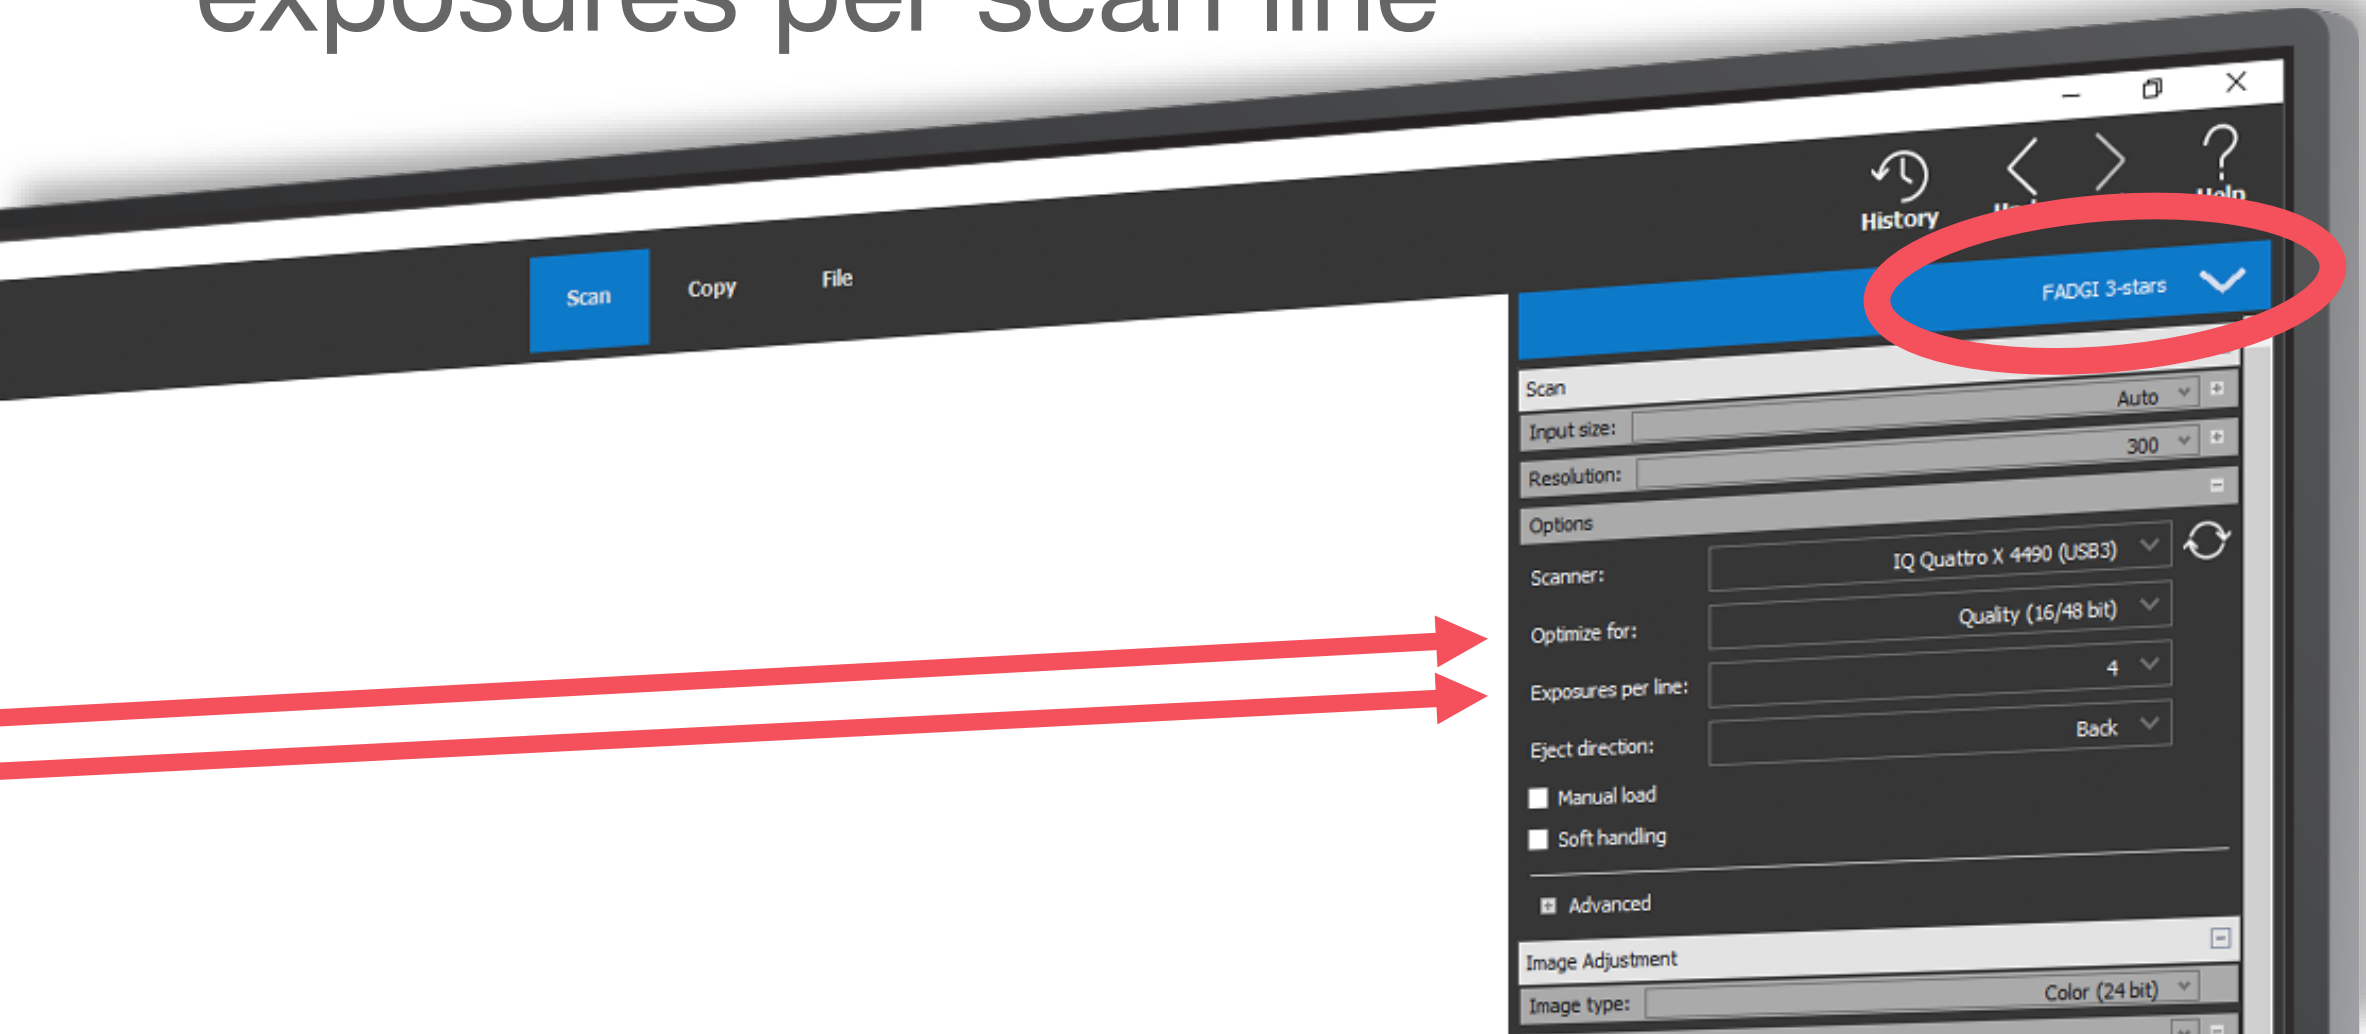 exposures per scan line
History
Help
Scan
Copy
File
FADGI 3-stars
Scan
Input size: Auto
Resolution: 300
Options
Scanner: IQ Quattro X 4490 (USB3)
Optimize for: Quality (16/48 bit)
Exposures per line: 4
Eject direction: Back
Manual load
Soft handling
Advanced
Image Adjustment
Image type: Color (24 bit)